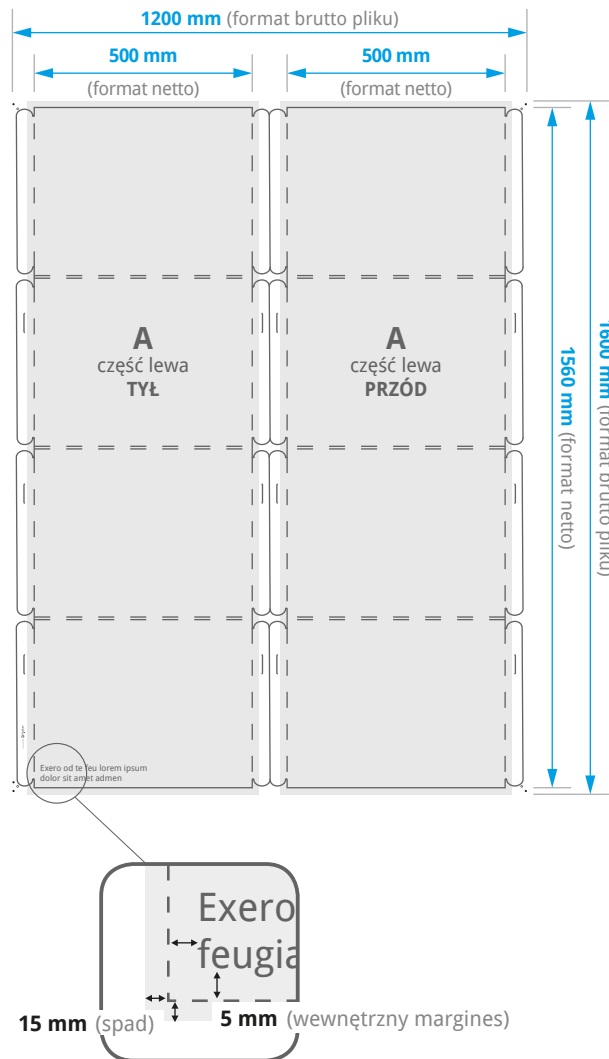 1200 mm (format brutto pliku)
500 mm
(format netto)
500 mm
(format netto)
A
część lewa
TYŁ
A
część lewa
PRZÓD
1560 mm (format netto)
1600 mm (format brutto pliku)
Exero od te feu lorem ipsum
dolor sit amet admen
Exero
feugia
15 mm (spad)
5 mm (wewnętrzny margines)